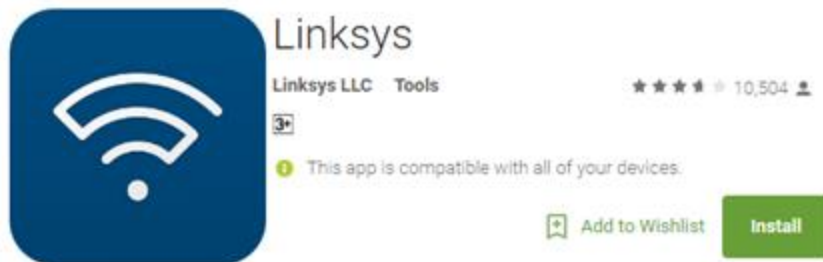 Linksys
Linksys LLC Tools 10,504
3+
This app is compatible with all of your devices.
Add to Wishlist Install